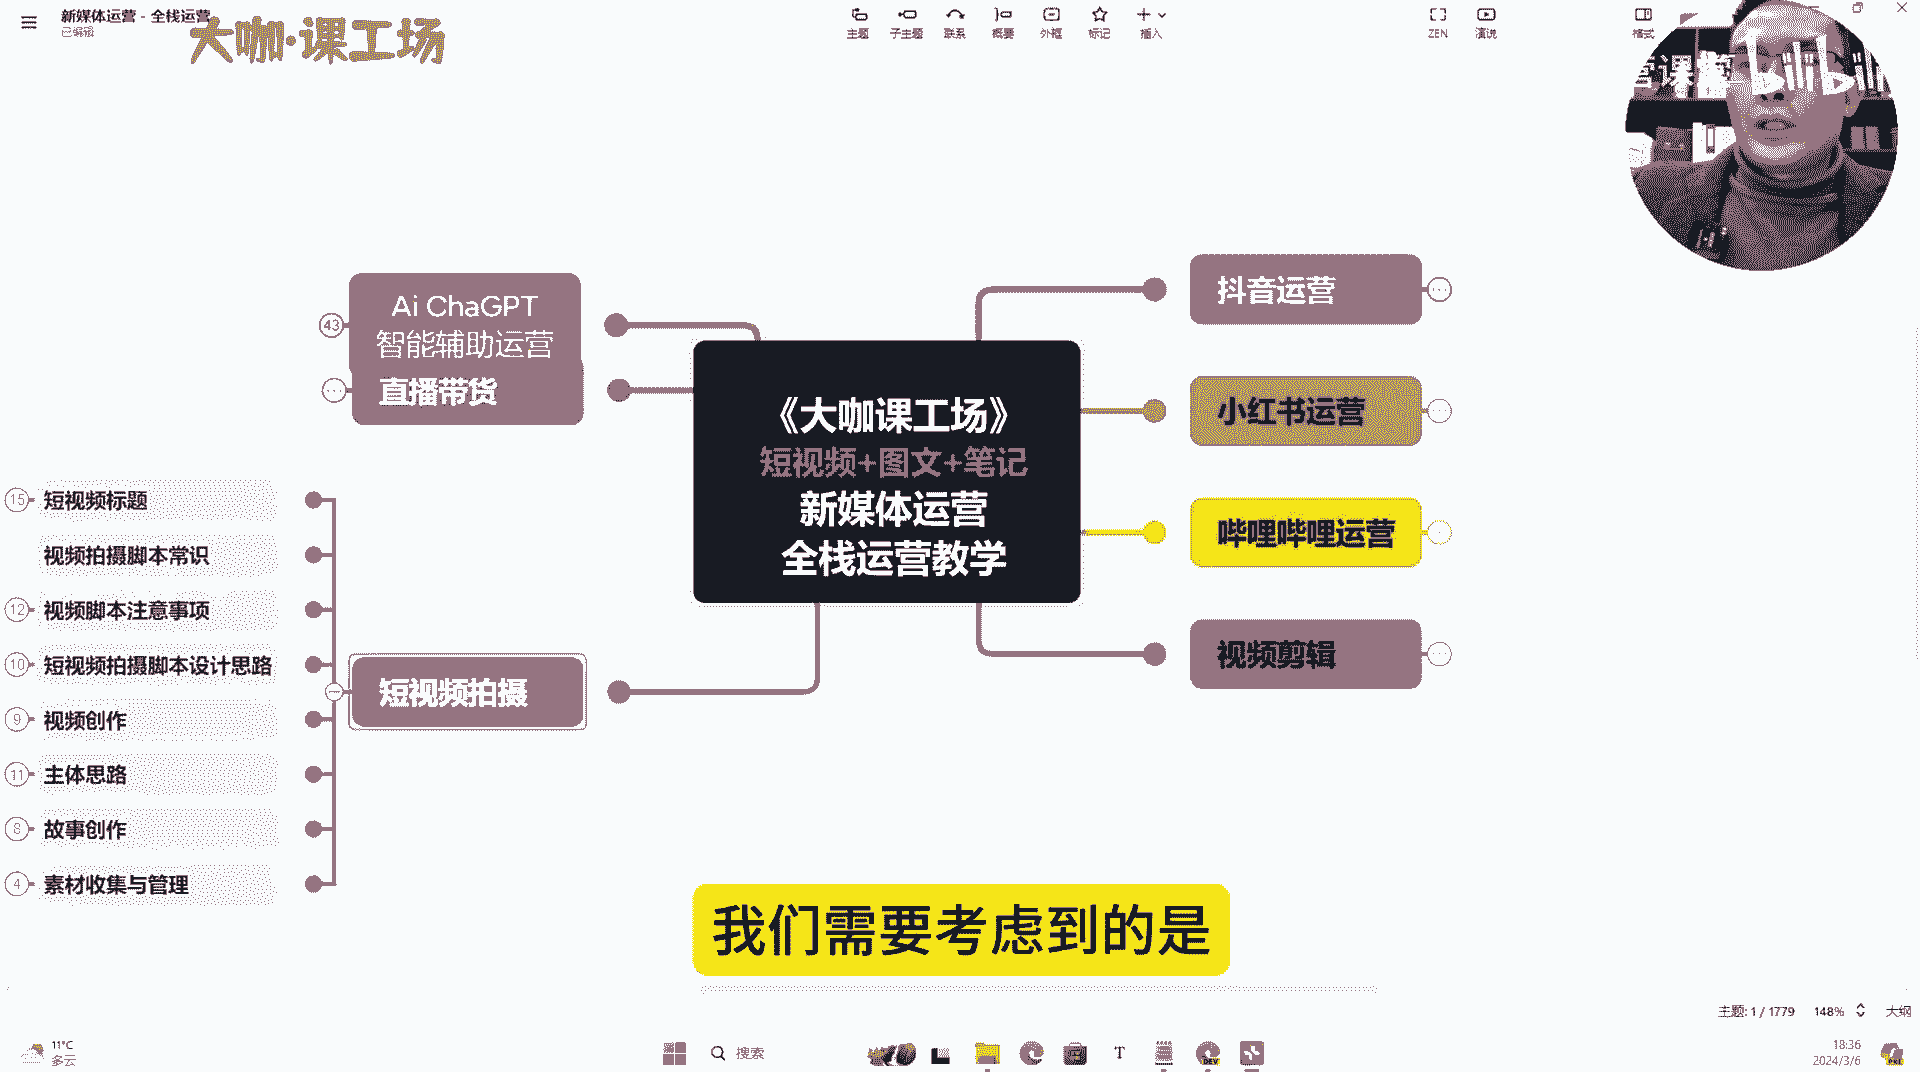 新媒体运营 - 全栈运营
已编辑
大咖·课工场
主题
子主题
联系
概要
外框
标记
插入
ZEN
演说
格式
营课堂
bilibili
43
Ai ChaGPT
智能辅助运营
直播带货
15
短视频标题
视频拍摄脚本常识
12
视频脚本注意事项
10
短视频拍摄脚本设计思路
9
视频创作
11
主体思路
8
故事创作
4
素材收集与管理
短视频拍摄
《大咖课工场》
短视频+图文+笔记
新媒体运营
全栈运营教学
抖音运营
小红书运营
哔哩哔哩运营
视频剪辑
我们需要考虑到的是
主题: 1 / 1779
148%
大纲
11°C
多云
搜索
T
DEV
18:36
2024/3/6